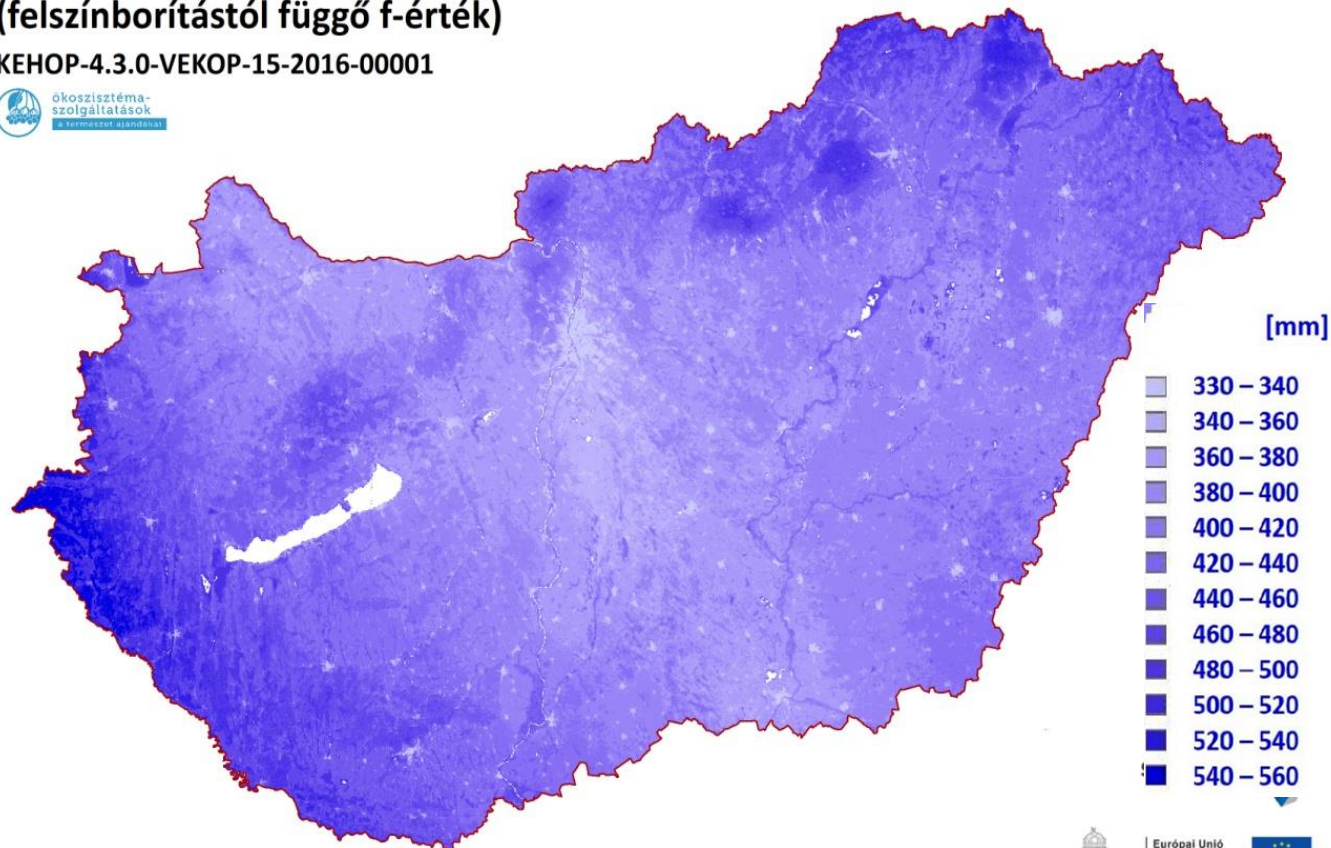 (felszínborítástól függő f-érték)
KEHOP-4.3.0-VEKOP-15-2016-00001
ökoszisztéma-
szolgáltatások
a természet ajándékai
[mm]
330 – 340
340 – 360
360 – 380
380 – 400
400 – 420
420 – 440
440 – 460
460 – 480
480 – 500
500 – 520
520 – 540
540 – 560
Európai Unió